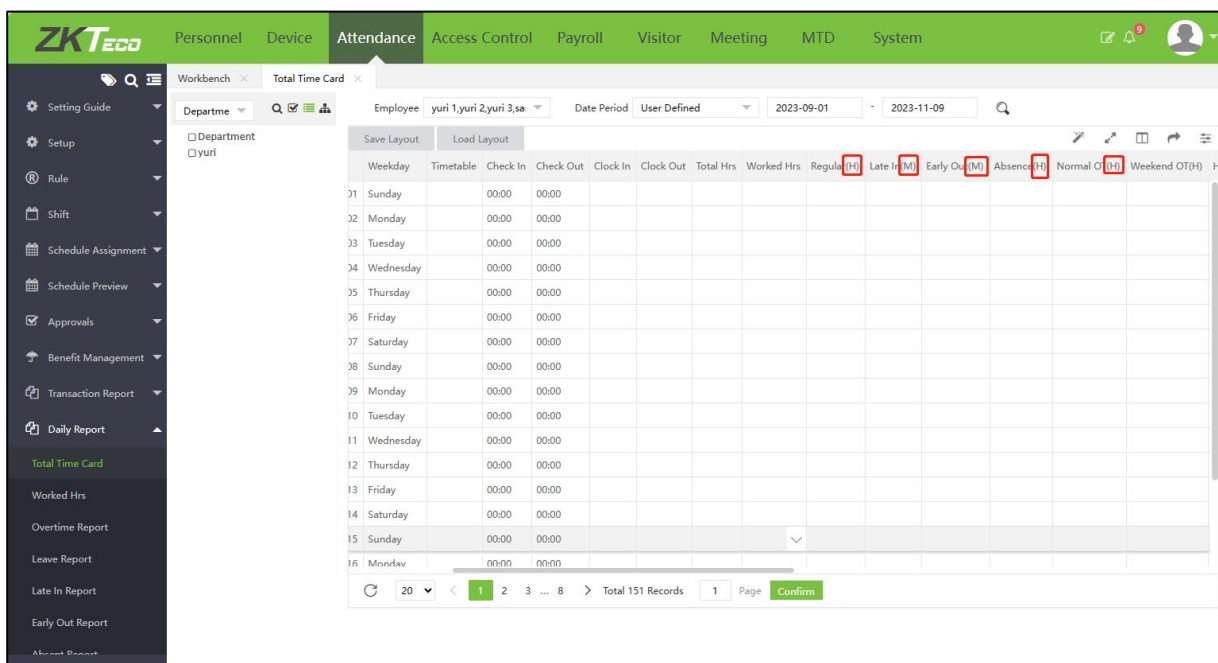 ZKTeco Personnel Device Attendance Access Control Payroll Visitor Meeting MTD System 9
Workbench Total Time Card
Setting Guide
Setup
® Rule
Shift
Schedule Assignment
Schedule Preview
Approvals
Benefit Management
Transaction Report
Daily Report
Total Time Card
Worked Hrs
Overtime Report
Leave Report
Late In Report
Early Out Report
Absent Report
Departme
Department
yuri
Employee yuri 1,yuri 2,yuri 3,sa Date Period User Defined 2023-09-01 - 2023-11-09
Save Layout Load Layout
Weekday Timetable Check In Check Out Clock In Clock Out Total Hrs Worked Hrs Regular(H) Late In(M) Early Out(M) Absence(H) Normal OT(H) Weekend OT(H) H
01 Sunday 00:00 00:00
02 Monday 00:00 00:00
03 Tuesday 00:00 00:00
04 Wednesday 00:00 00:00
05 Thursday 00:00 00:00
06 Friday 00:00 00:00
07 Saturday 00:00 00:00
08 Sunday 00:00 00:00
09 Monday 00:00 00:00
10 Tuesday 00:00 00:00
11 Wednesday 00:00 00:00
12 Thursday 00:00 00:00
13 Friday 00:00 00:00
14 Saturday 00:00 00:00
15 Sunday 00:00 00:00
16 Monday 00:00 00:00
20 < 1 2 3 ... 8 > Total 151 Records 1 Page Confirm